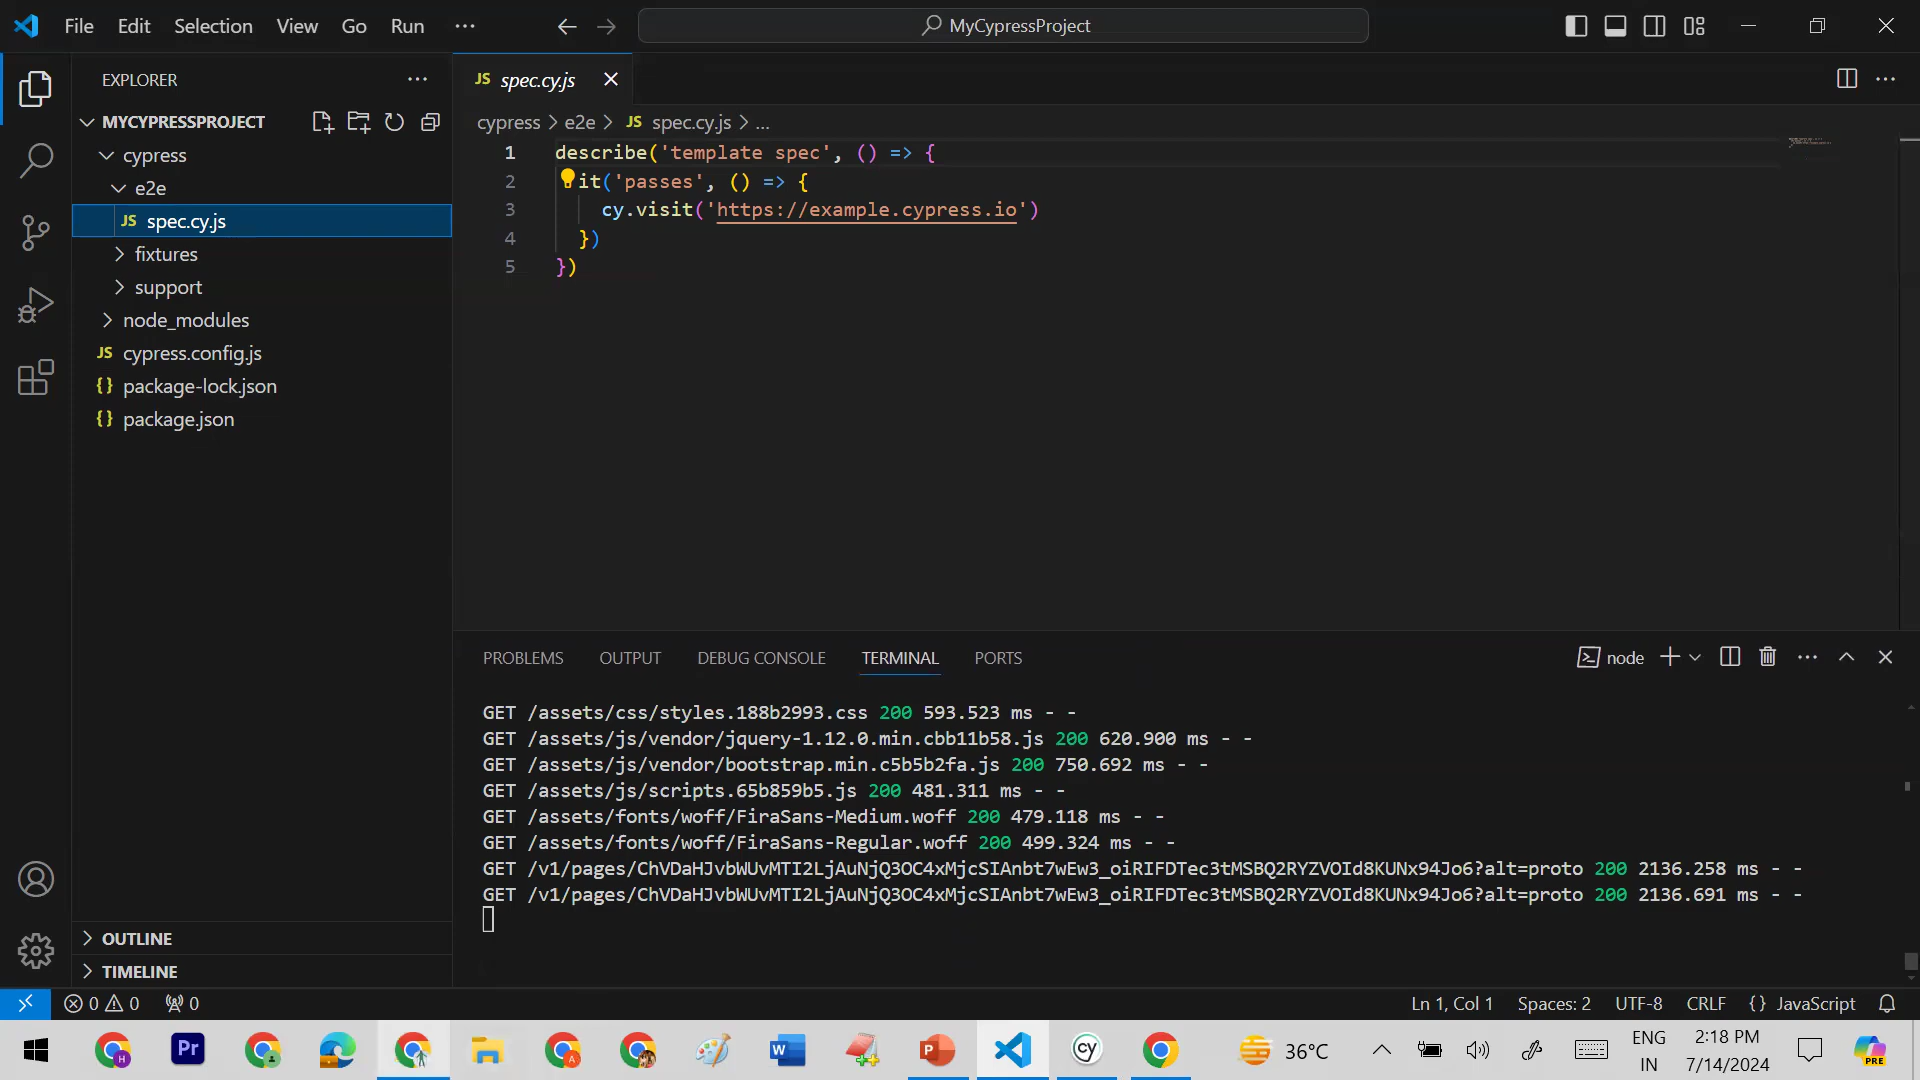 File Edit Selection View Go Run ···
MyCypressProject
EXPLORER
MYCYPRESSPROJECT
cypress
e2e
JS spec.cy.js
fixtures
support
node_modules
JS cypress.config.js
{} package-lock.json
{} package.json
OUTLINE
TIMELINE
JS spec.cy.js
cypress > e2e > JS spec.cy.js > ...
1 describe('template spec', () => {
2 it('passes', () => {
3 cy.visit('https://example.cypress.io')
4 })
5 })
PROBLEMS OUTPUT DEBUG CONSOLE TERMINAL PORTS
node
GET /assets/css/styles.188b2993.css 200 593.523 ms - -
GET /assets/js/vendor/jquery-1.12.0.min.cbb11b58.js 200 620.900 ms - -
GET /assets/js/vendor/bootstrap.min.c5b5b2fa.js 200 750.692 ms - -
GET /assets/js/scripts.65b859b5.js 200 481.311 ms - -
GET /assets/fonts/woff/FiraSans-Medium.woff 200 479.118 ms - -
GET /assets/fonts/woff/FiraSans-Regular.woff 200 499.324 ms - -
GET /v1/pages/ChVDaHJvbWUvMTI2LjAuNjQ3OC4xMjcSIAnbt7wEw3_oiRIFDTec3tMSBQ2RYZVOId8KUNx94Jo6?alt=proto 200 2136.258 ms - -
GET /v1/pages/ChVDaHJvbWUvMTI2LjAuNjQ3OC4xMjcSIAnbt7wEw3_oiRIFDTec3tMSBQ2RYZVOId8KUNx94Jo6?alt=proto 200 2136.691 ms - -
0 0 0
Ln 1, Col 1 Spaces: 2 UTF-8 CRLF {} JavaScript
H Pr A W P cy 36°C
ENG
IN
2:18 PM
7/14/2024
PRE